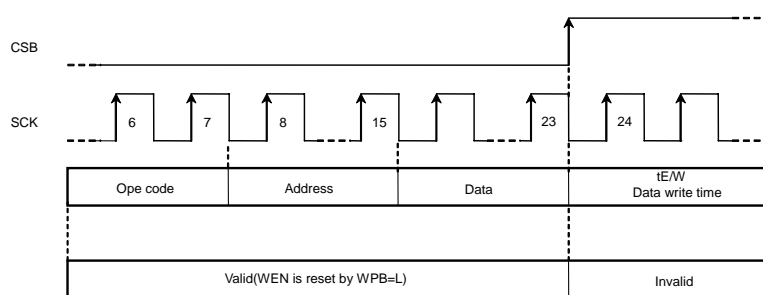 CSB
SCK
6 7 8 15 23 24
Ope code Address Data tE/W
Data write time
Valid(WEN is reset by WPB=L) Invalid